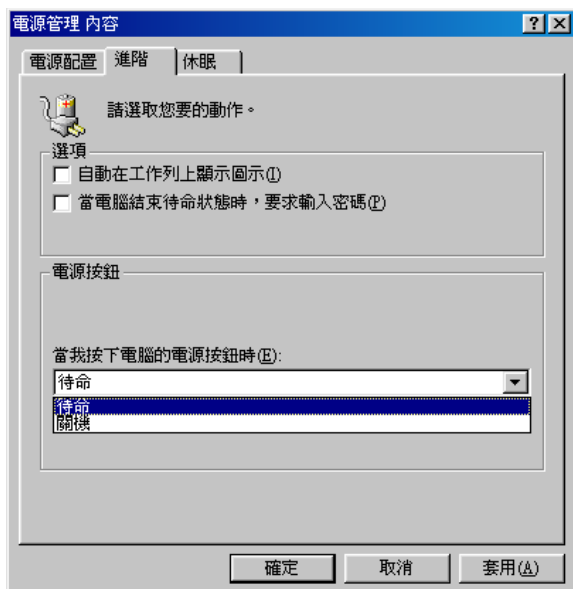 電源管理 內容
電源配置 進階 休眠
請選取您要的動作。
選項
自動在工作列上顯示圖示(I)
當電腦結束待命狀態時，要求輸入密碼(P)
電源按鈕
當我按下電腦的電源按鈕時(E):
待命
待命
關機
確定 取消 套用(A)